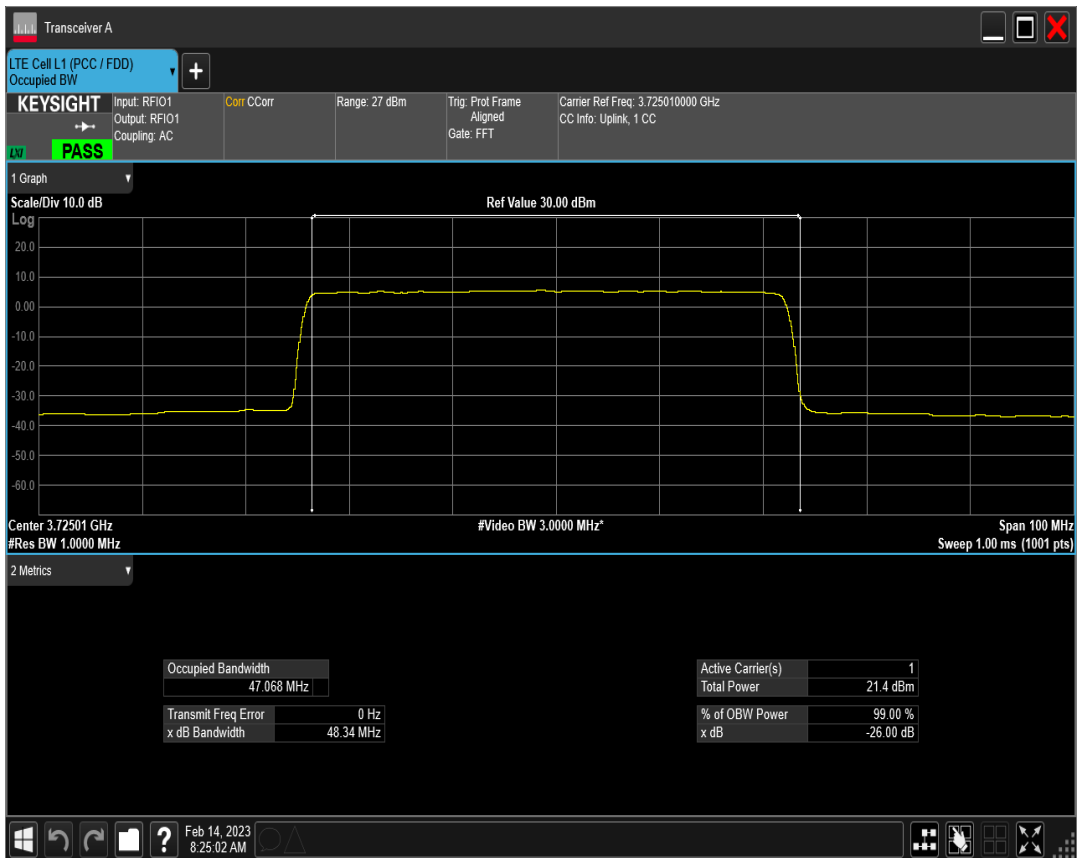 Transceiver A
LTE Cell L1 (PCC / FDD)
Occupied BW
+
KEYSIGHT
LXI
PASS
Input: RFIO1
Output: RFIO1
Coupling: AC
Corr CCorr
Range: 27 dBm
Trig: Prot Frame
Aligned
Gate: FFT
Carrier Ref Freq: 3.725010000 GHz
CC Info: Uplink, 1 CC
1 Graph
Scale/Div 10.0 dB
Ref Value 30.00 dBm
Log
20.0
10.0
0.00
-10.0
-20.0
-30.0
-40.0
-50.0
-60.0
Center 3.72501 GHz
#Video BW 3.0000 MHz*
Span 100 MHz
#Res BW 1.0000 MHz
Sweep 1.00 ms (1001 pts)
2 Metrics
Occupied Bandwidth
47.068 MHz
Transmit Freq Error 0 Hz
x dB Bandwidth 48.34 MHz
Active Carrier(s) 1
Total Power 21.4 dBm
% of OBW Power 99.00 %
x dB -26.00 dB
?
Feb 14, 2023
8:25:02 AM